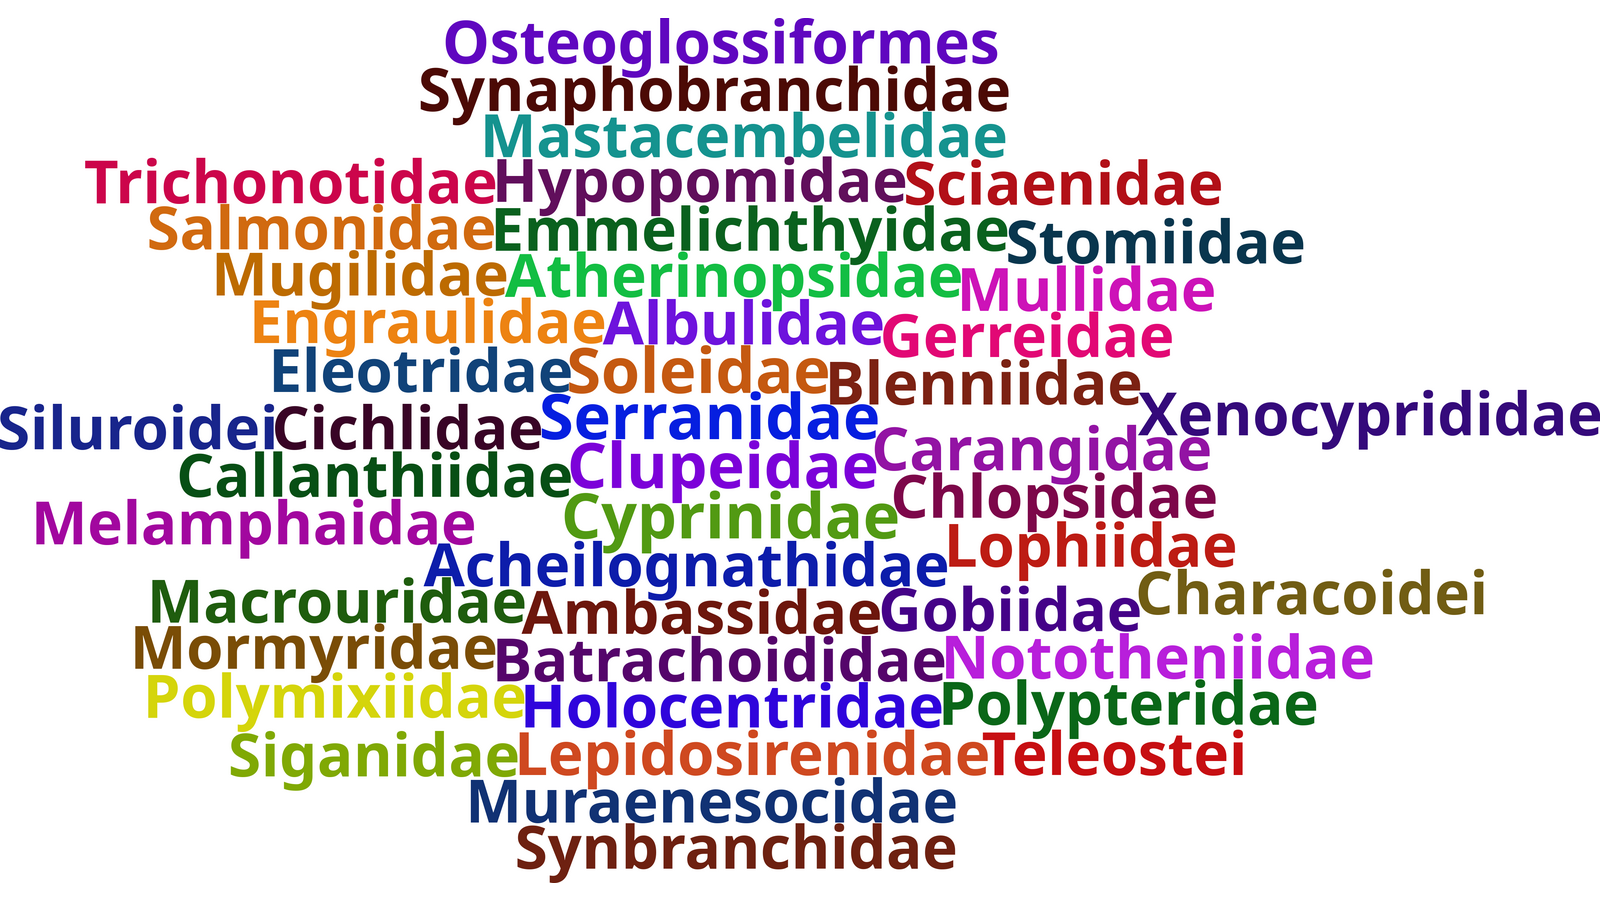 Osteoglossiformes
Synaphobranchidae
Mastacembelidae
Trichonotidae Hypopomidae Sciaenidae
Salmonidae Emmelichthyidae Stomiidae
Mugilidae Atherinopsidae Mullidae
Engraulidae Albulidae Gerreidae
Eleotridae Soleidae Blenniidae
Siluroidei Cichlidae Serranidae Xenocyprididae
Callanthiidae Clupeidae Carangidae
Melamphaidae Cyprinidae Chlopsidae
Acheilognathidae Lophiidae
Macrouridae Ambassidae Gobiidae Characoidei
Mormyridae Batrachoididae Nototheniidae
Polymixiidae Holocentridae Polypteridae
Siganidae Lepidosirenidae Teleostei
Muraenesocidae
Synbranchidae